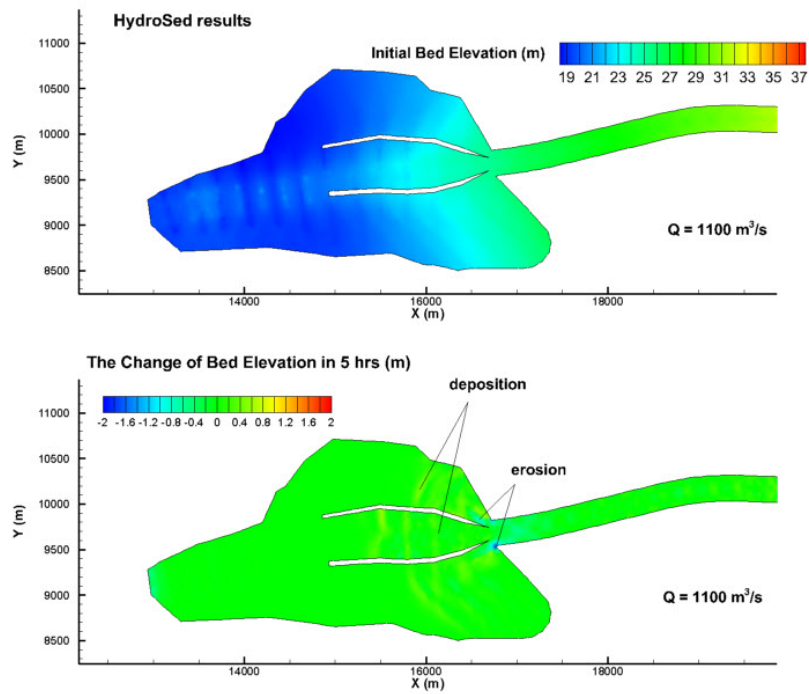 HydroSed results
Initial Bed Elevation (m)
19 21 23 25 27 29 31 33 35 37
11000
10500
10000
9500
9000
8500
Y (m)
Q = 1100 m³/s
14000 16000 18000
X (m)
The Change of Bed Elevation in 5 hrs (m)
-2 -1.6 -1.2 -0.8 -0.4 0 0.4 0.8 1.2 1.6 2
deposition
erosion
11000
10500
10000
9500
9000
8500
Y (m)
Q = 1100 m³/s
14000 16000 18000
X (m)